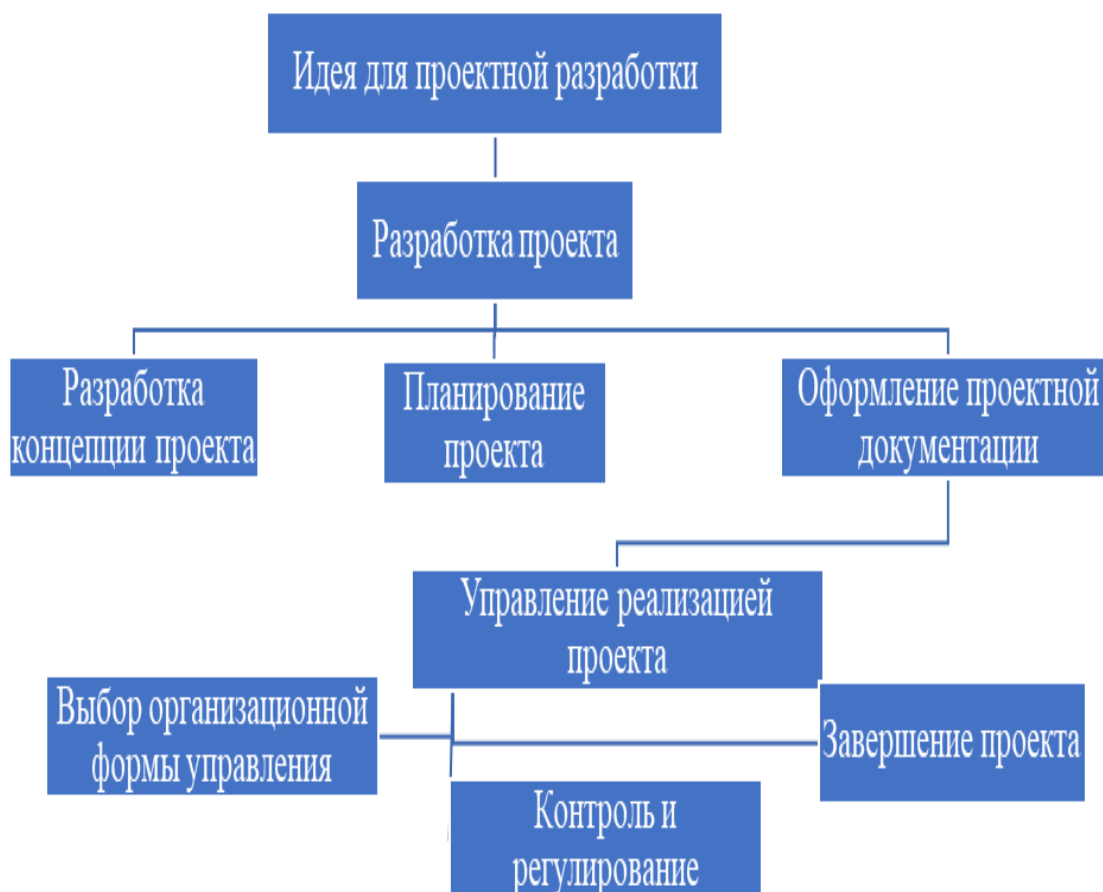 Идея для проектной разработки
Разработка проекта
Разработка
концепции проекта
Планирование
проекта
Оформление проектной
документации
Управление реализацией
проекта
Выбор организационной
формы управления
Завершение проекта
Контроль и
регулирование